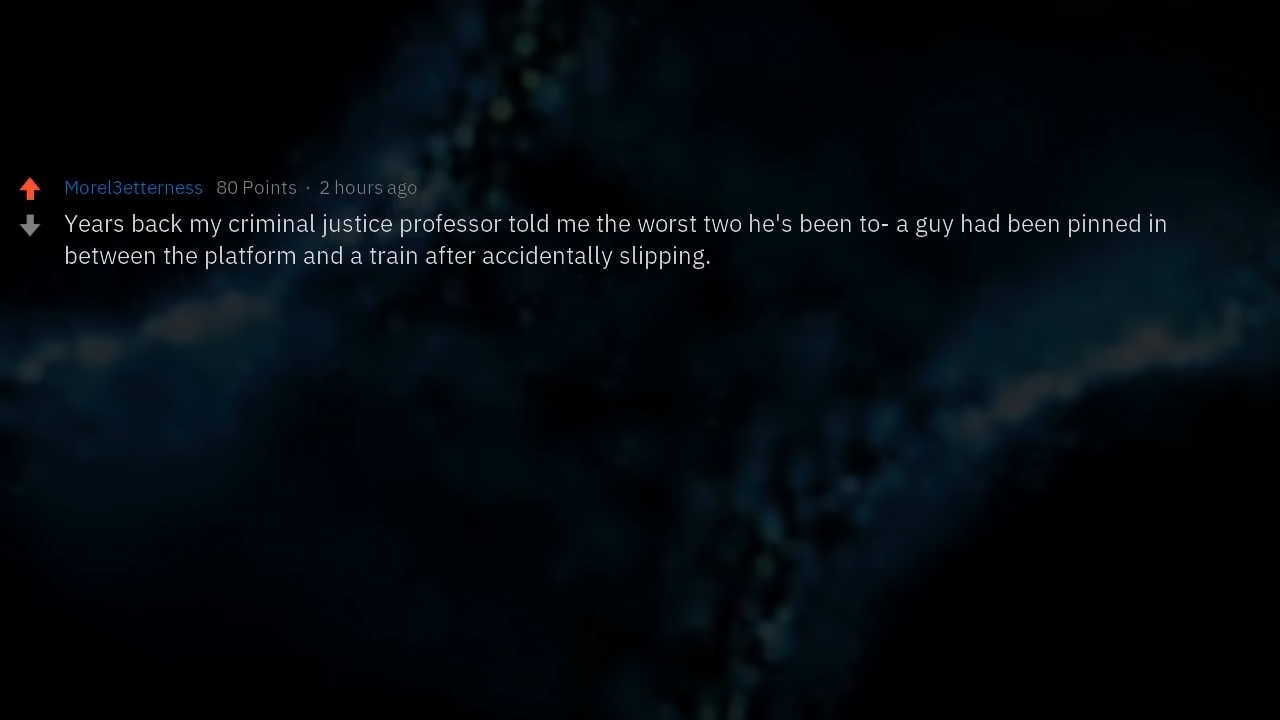 Morel3etterness 80 Points · 2 hours ago
Years back my criminal justice professor told me the worst two he's been to- a guy had been pinned in
between the platform and a train after accidentally slipping.